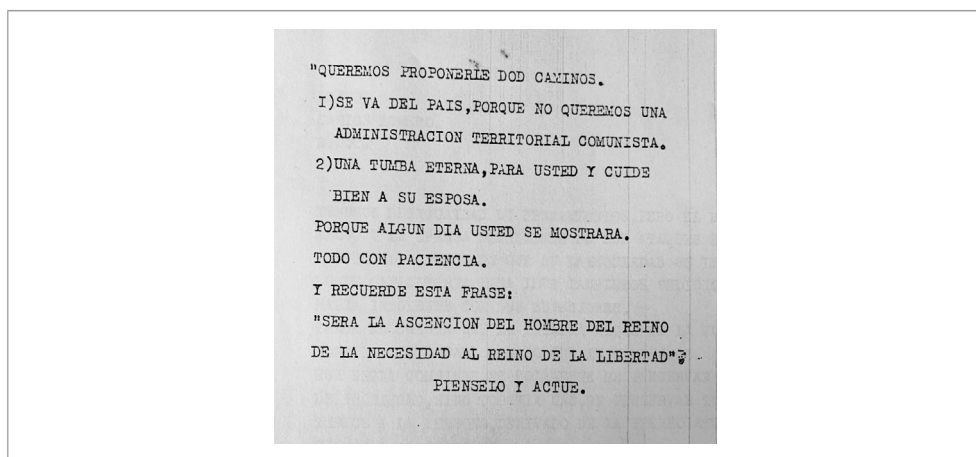 "QUEREMOS PROPONERLE DOD CAMINOS.
I)SE VA DEL PAIS,PORQUE NO QUEREMOS UNA
ADMINISTRACION TERRITORIAL COMUNISTA.
2)UNA TUMBA ETERNA,PARA USTED Y CUIDE
BIEN A SU ESPOSA.
PORQUE ALGUN DIA USTED SE MOSTRARA.
TODO CON PACIENCIA.
Y RECUERDE ESTA FRASE:
"SERA LA ASCENCION DEL HOMBRE DEL REINO
DE LA NECESIDAD AL REINO DE LA LIBERTAD"
PIENSELO Y ACTUE.